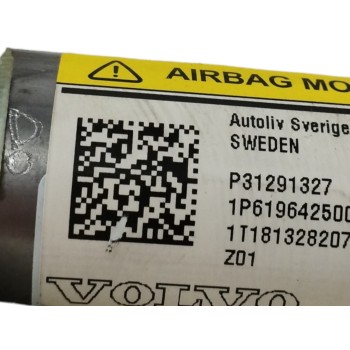 AIRBAG MO
Autoliv Sverige
SWEDEN
P31291327
1P619642500
1T181328207
Z01
VOLVO